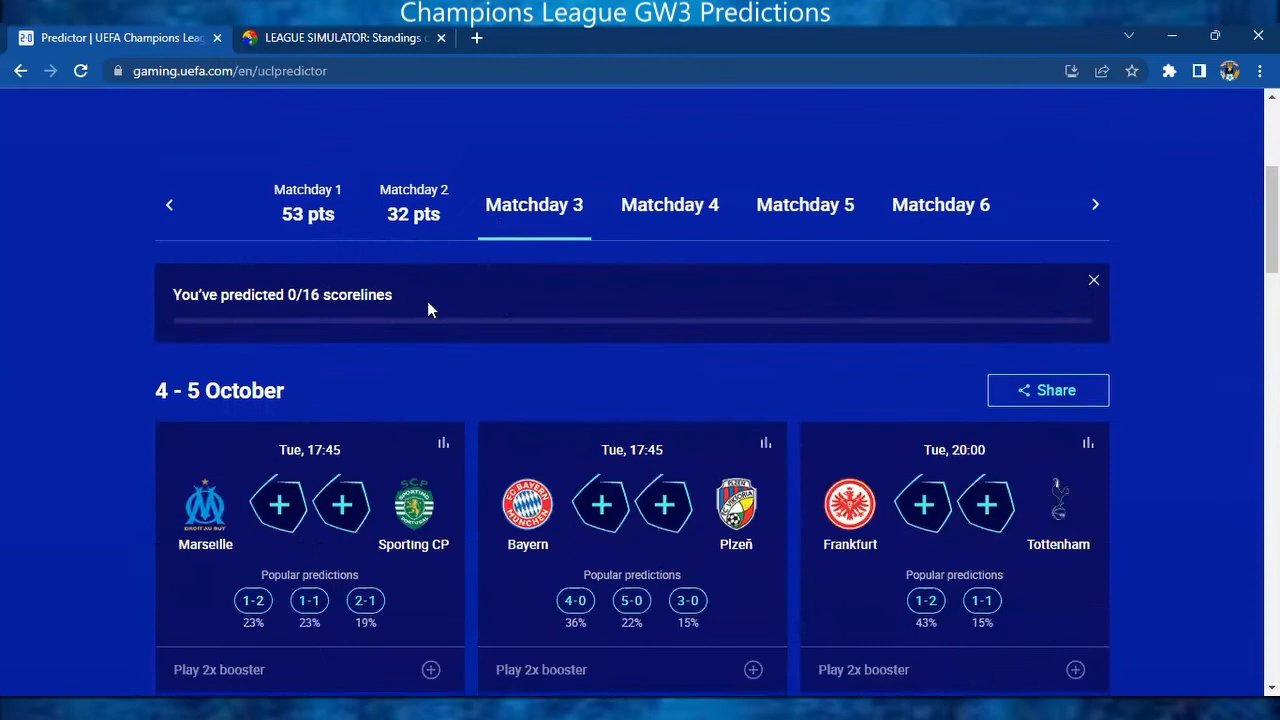 Champions League GW3 Predictions
Predictor | UEFA Champions Leag
LEAGUE SIMULATOR: Standings
gaming.uefa.com/en/uclpredictor
Matchday 1
53 pts
Matchday 2
32 pts
Matchday 3
Matchday 4
Matchday 5
Matchday 6
You've predicted 0/16 scorelines
4 - 5 October
Share
Tue, 17:45
Marseille
Sporting CP
Popular predictions
1-2 1-1 2-1
23% 23% 19%
Play 2x booster
Tue, 17:45
Bayern
Plzeň
Popular predictions
4-0 5-0 3-0
36% 22% 15%
Play 2x booster
Tue, 20:00
Frankfurt
Tottenham
Popular predictions
1-2 1-1
43% 15%
Play 2x booster